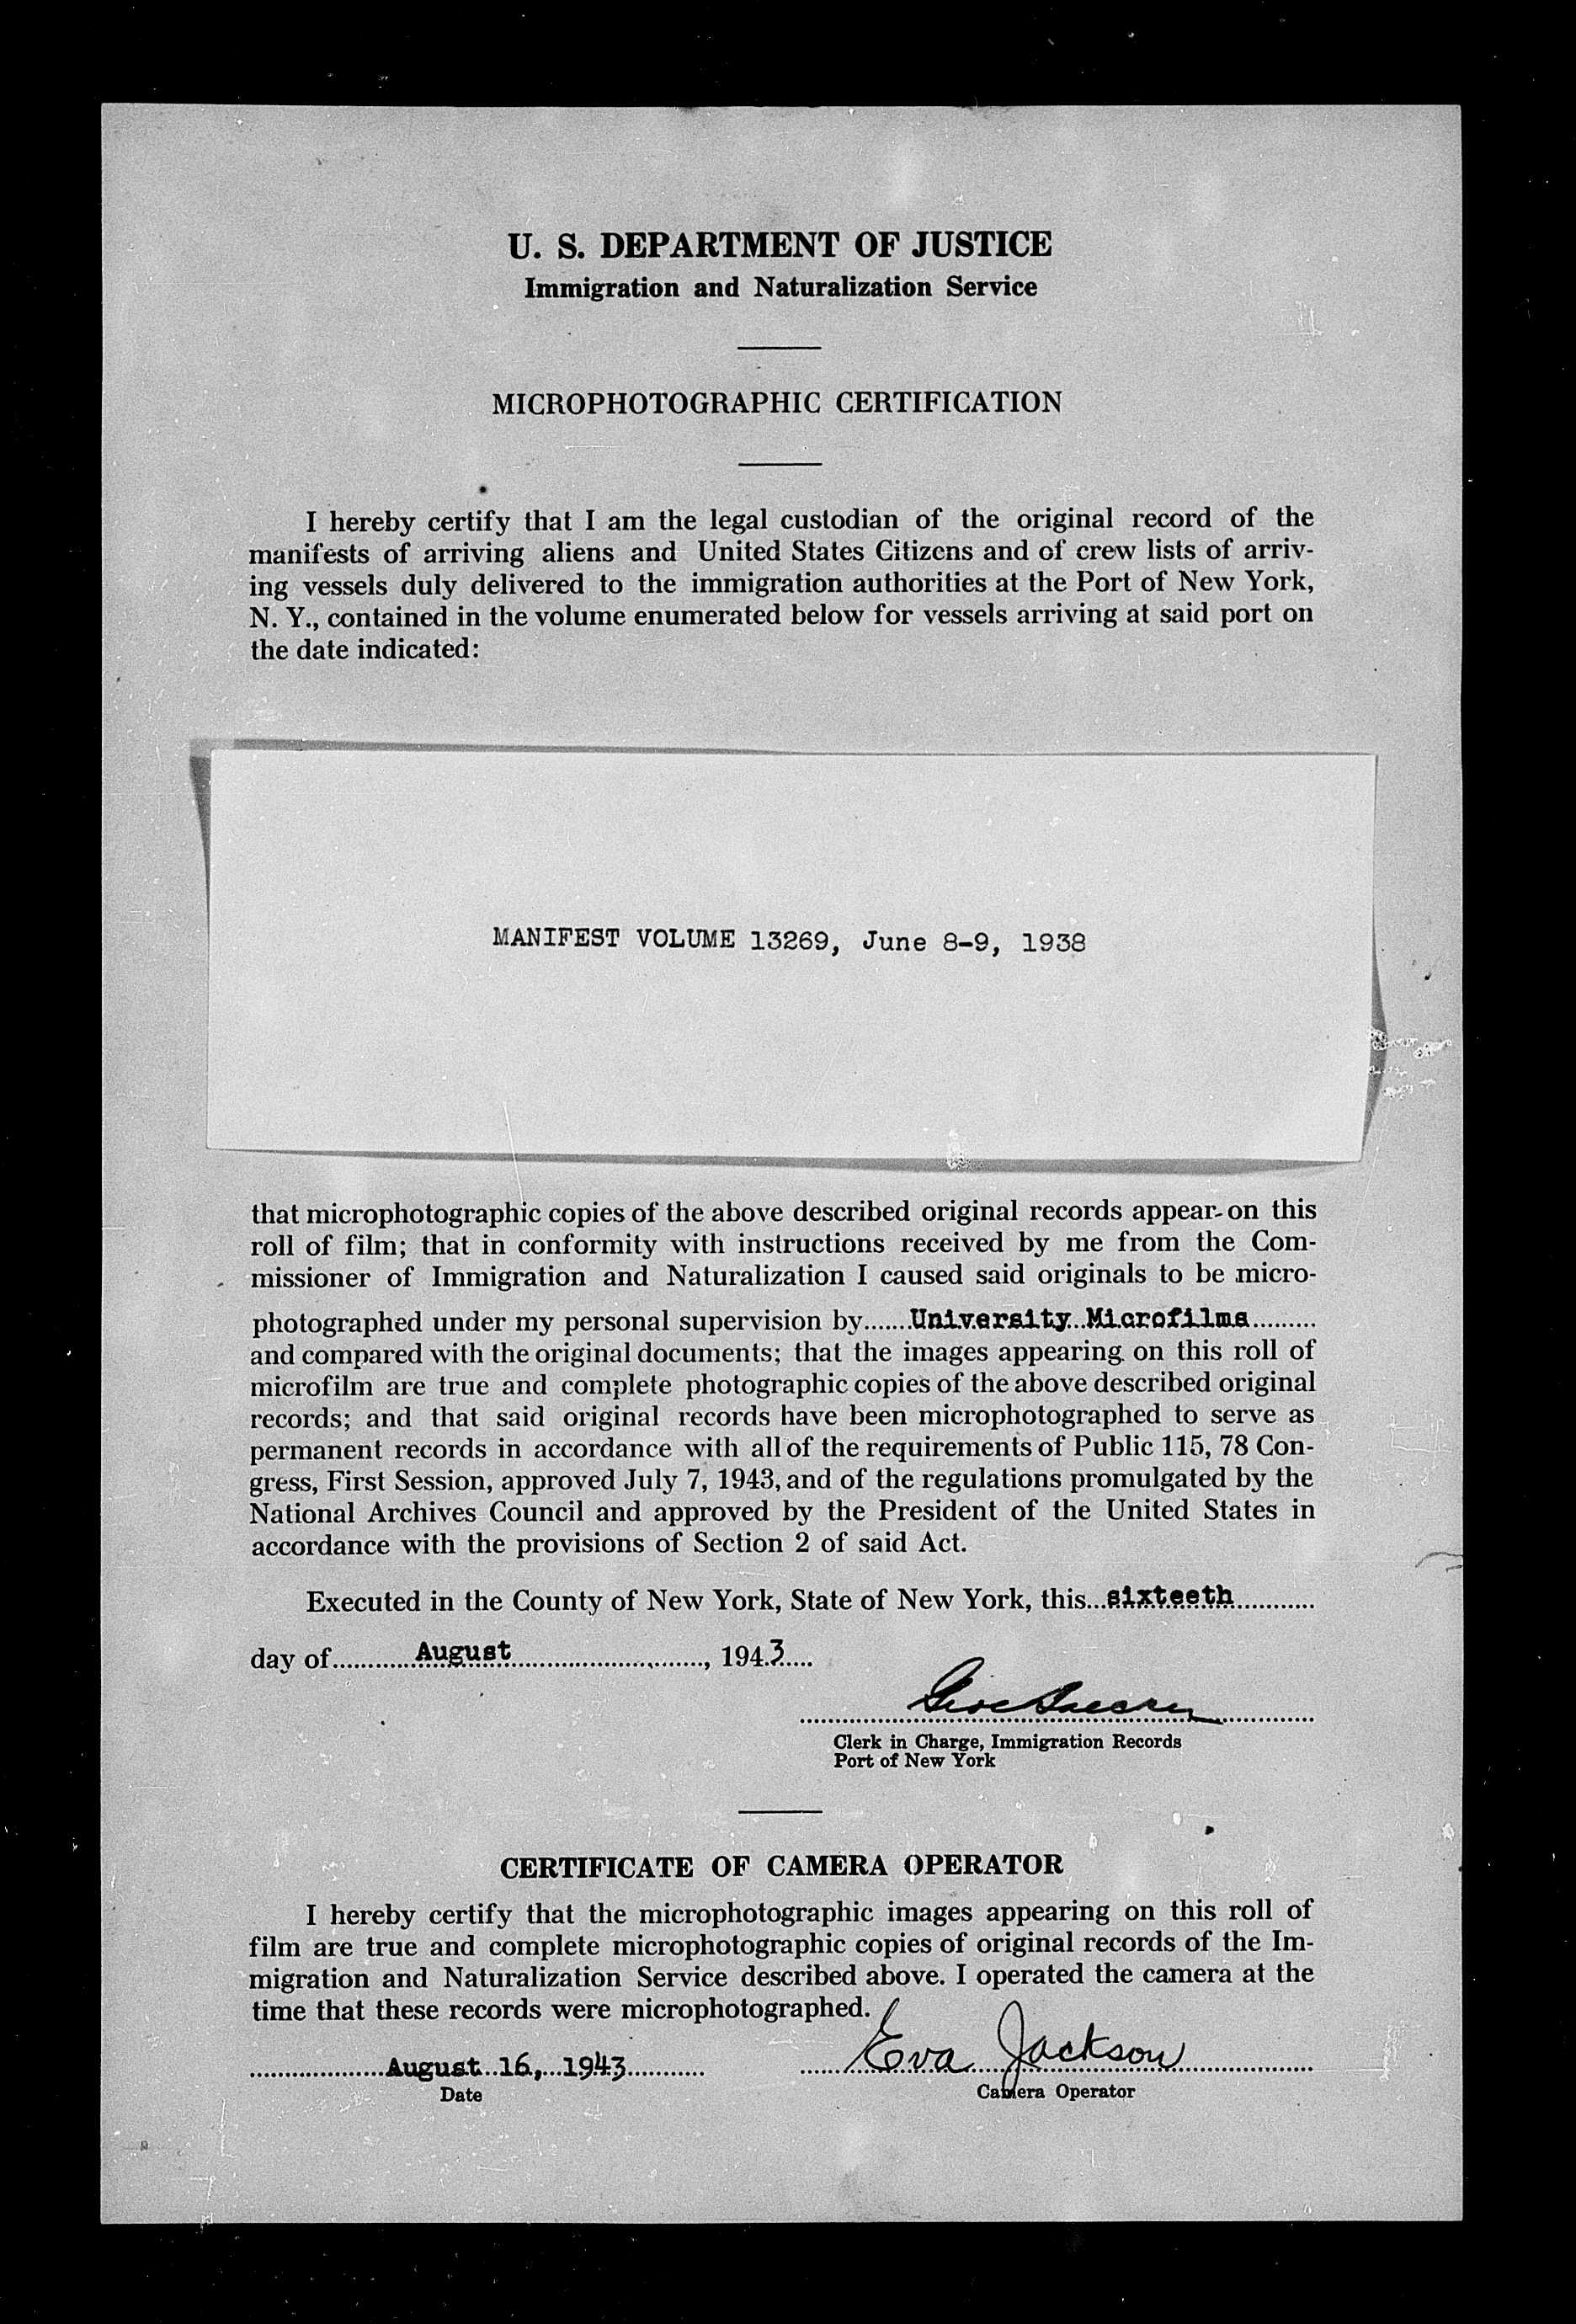 U. S. DEPARTMENT OF JUSTICE
Immigration and Naturalization Service
MICROPHOTOGRAPHIC CERTIFICATION
I hereby certify that I am the legal custodian of the original record of the
manifests of arriving aliens and United States Citizens and of crew lists of arriv-
ing vessels duly delivered to the immigration authorities at the Port of New York,
N. Y., contained in the volume enumerated below for vessels arriving at said port on
the date indicated:
MANIFEST VOLUME 13269, June 8-9, 1938
that microphotographic copies of the above described original records appear on this
roll of film; that in conformity with instructions received by me from the Com-
missioner of Immigration and Naturalization I caused said originals to be micro-
photographed under my personal supervision by.......University Microfilms.........
and compared with the original documents; that the images appearing on this roll of
microfilm are true and complete photographic copies of the above described original
records; and that said original records have been microphotographed to serve as
permanent records in accordance with all of the requirements of Public 115, 78 Con-
gress, First Session, approved July 7, 1943, and of the regulations promulgated by the
National Archives Council and approved by the President of the United States in
accordance with the provisions of Section 2 of said Act.
Executed in the County of New York, State of New York, this...sixteeth...........
day of............August............................, 1943.....
Clerk in Charge, Immigration Records
Port of New York
CERTIFICATE OF CAMERA OPERATOR
I hereby certify that the microphotographic images appearing on this roll of
film are true and complete microphotographic copies of original records of the Im-
migration and Naturalization Service described above. I operated the camera at the
time that these records were microphotographed.
August 16, 1943 Eva Jackson
Date Camera Operator